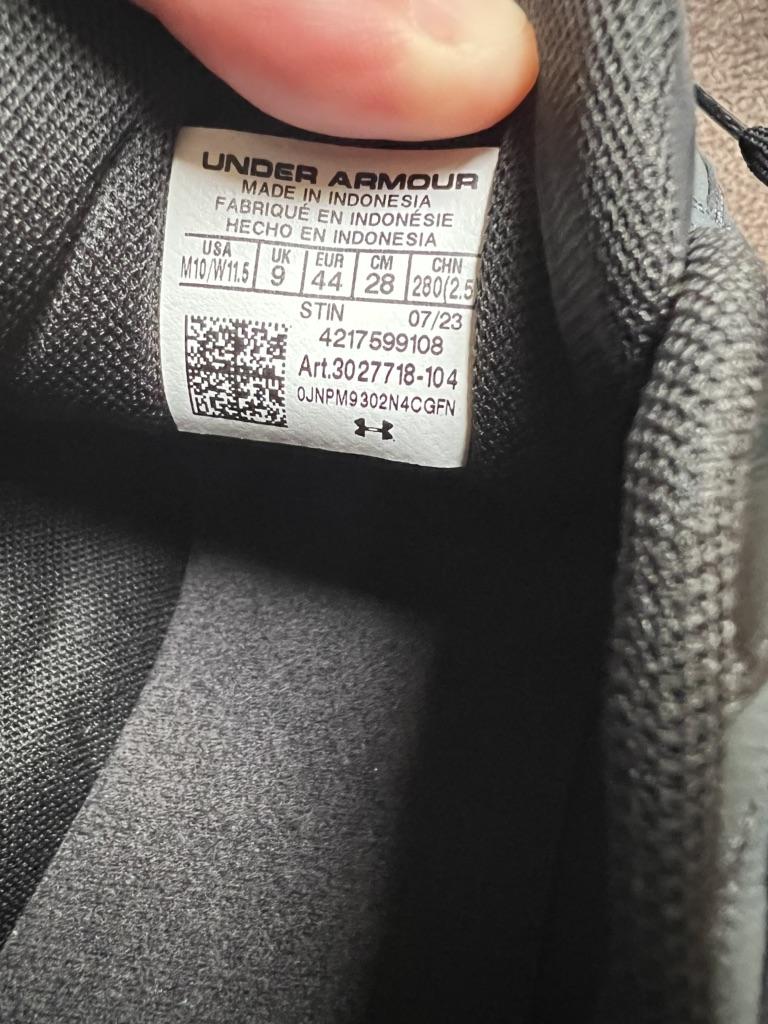 UNDER ARMOUR
MADE IN INDONESIA
FABRIQUÉ EN INDONÉSIE
HECHO EN INDONESIA
USA UK EUR CM CHN
M10/W11.5 9 44 28 280(2.5
STIN 07/23
4217599108
Art.3027718-104
0JNPM9302N4CGFN